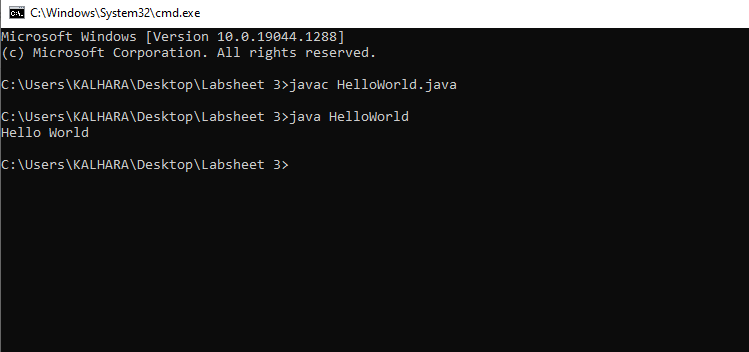 C:\Windows\System32\cmd.exe
Microsoft Windows [Version 10.0.19044.1288]
(c) Microsoft Corporation. All rights reserved.
C:\Users\KALHARA\Desktop\Labsheet 3>javac HelloWorld.java
C:\Users\KALHARA\Desktop\Labsheet 3>java HelloWorld
Hello World
C:\Users\KALHARA\Desktop\Labsheet 3>